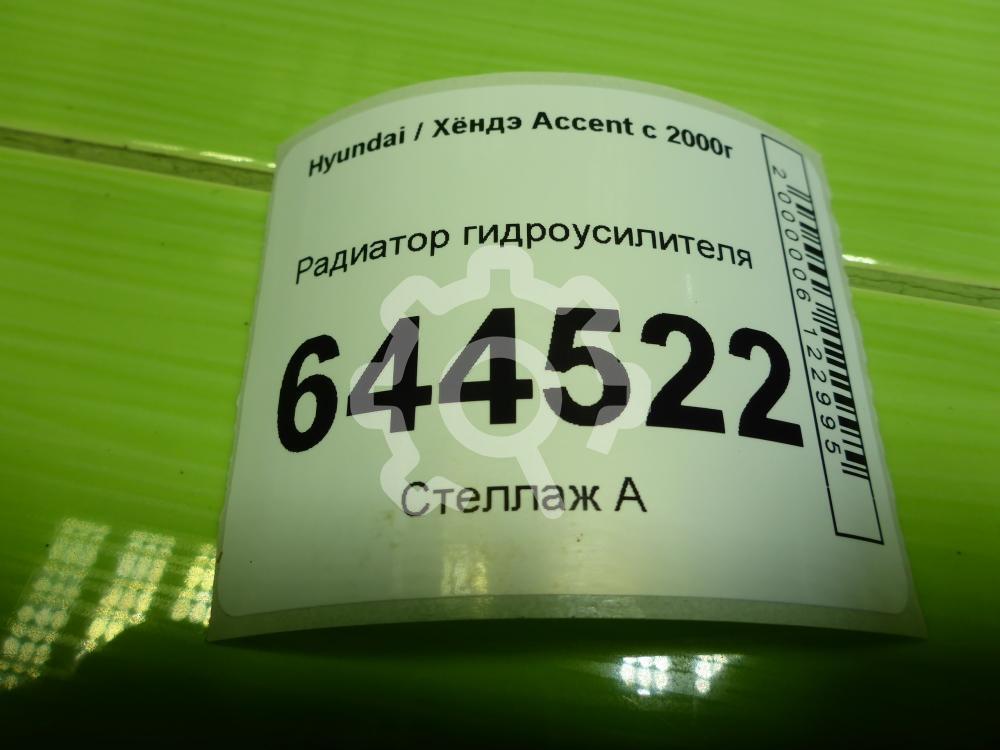 Hyundai / Хёндэ Accent с 2000г
Радиатор гидроусилителя
644522
Стеллаж А
2000006122995